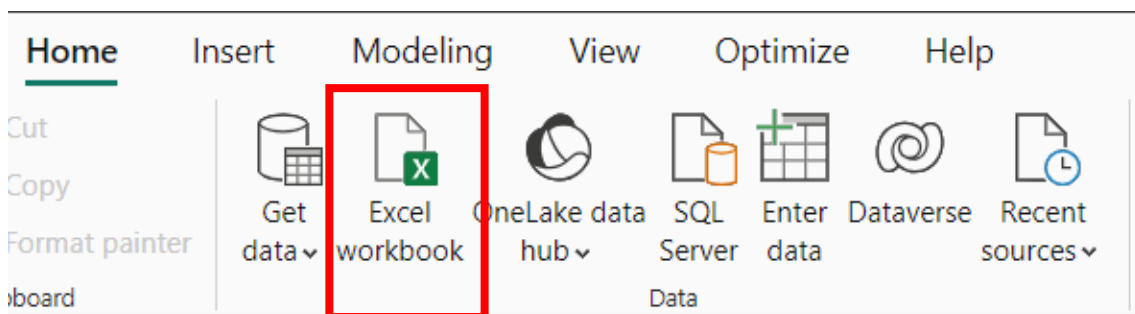 Home Insert Modeling View Optimize Help
Cut
Copy
Format painter
Get data
Excel workbook
OneLake data hub
SQL Server
Enter data
Dataverse
Recent sources
board
Data